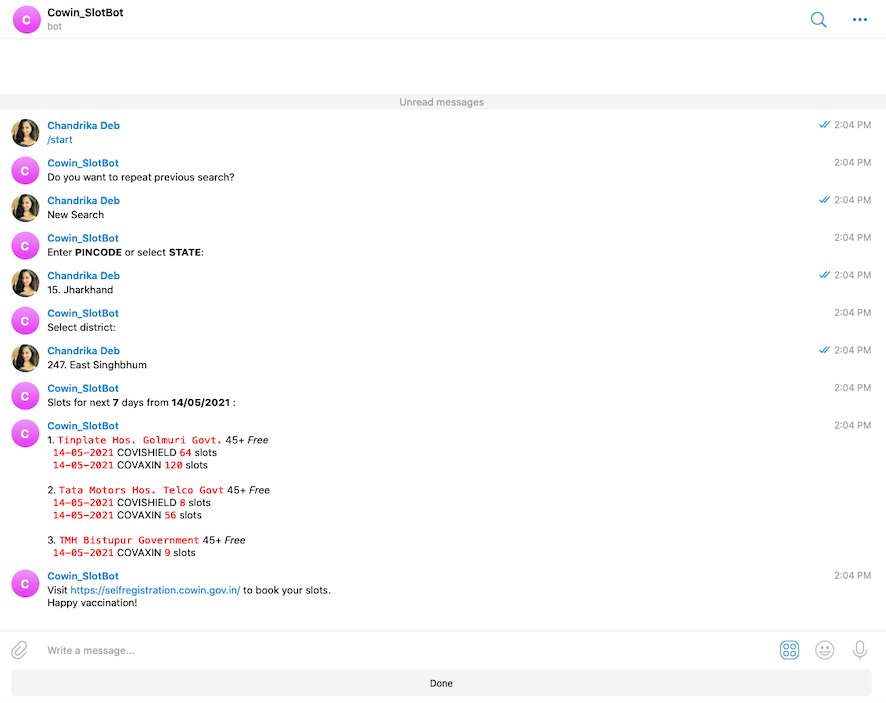 C
Cowin_SlotBot
bot
Unread messages
Chandrika Deb 2:04 PM
/start
C
Cowin_SlotBot 2:04 PM
Do you want to repeat previous search?
Chandrika Deb 2:04 PM
New Search
C
Cowin_SlotBot 2:04 PM
Enter PINCODE or select STATE:
Chandrika Deb 2:04 PM
15. Jharkhand
C
Cowin_SlotBot 2:04 PM
Select district:
Chandrika Deb 2:04 PM
247. East Singhbhum
C
Cowin_SlotBot 2:04 PM
Slots for next 7 days from 14/05/2021 :
C
Cowin_SlotBot 2:04 PM
1. Tinplate Hos. Golmuri Govt. 45+ Free
14-05-2021 COVISHIELD 64 slots
14-05-2021 COVAXIN 120 slots
2. Tata Motors Hos. Telco Govt 45+ Free
14-05-2021 COVISHIELD 8 slots
14-05-2021 COVAXIN 56 slots
3. TMH Bistupur Government 45+ Free
14-05-2021 COVAXIN 9 slots
C
Cowin_SlotBot 2:04 PM
Visit https://selfregistration.cowin.gov.in/ to book your slots.
Happy vaccination!
Write a message...
Done